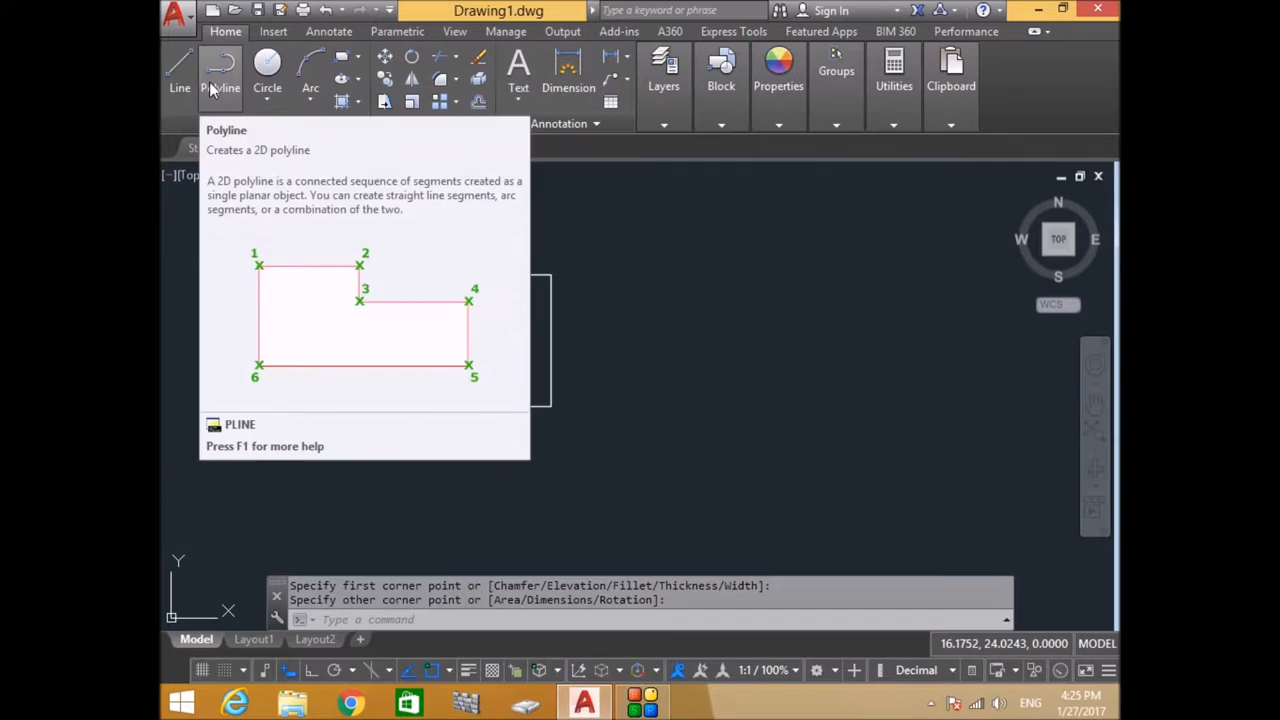 Drawing1.dwg
Type a keyword or phrase
Sign In
Home Insert Annotate Parametric View Manage Output Add-ins A360 Express Tools Featured Apps BIM 360 Performance
Line Polyline Circle Arc Text Dimension Layers Block Properties Groups Utilities Clipboard
Annotation
Polyline
Creates a 2D polyline
A 2D polyline is a connected sequence of segments created as a
single planar object. You can create straight line segments, arc
segments, or a combination of the two.
1 2
3 4
6 5
PLINE
Press F1 for more help
[−][Top
N
W TOP E
S
WCS
Y
X
Specify first corner point or [Chamfer/Elevation/Fillet/Thickness/Width]:
Specify other corner point or [Area/Dimensions/Rotation]:
Type a command
Model Layout1 Layout2 +
16.1752, 24.0243, 0.0000 MODEL
1:1 / 100% Decimal
ENG
4:25 PM
1/27/2017